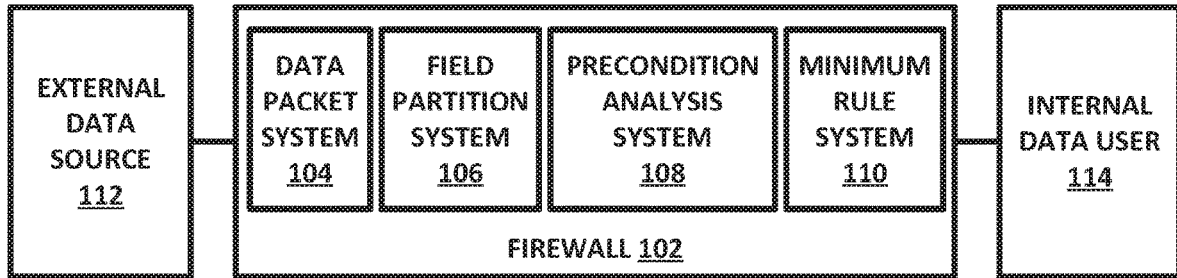 EXTERNAL
DATA
SOURCE
112
DATA
PACKET
SYSTEM
104
FIELD
PARTITION
SYSTEM
106
PRECONDITION
ANALYSIS
SYSTEM
108
MINIMUM
RULE
SYSTEM
110
FIREWALL 102
INTERNAL
DATA USER
114